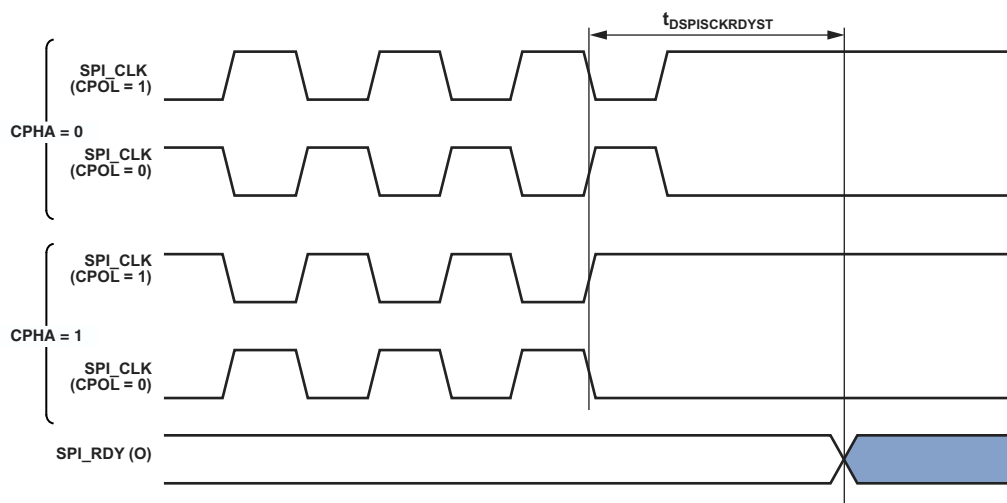 tDSPISCKRDYST
SPI_CLK
(CPOL = 1)
CPHA = 0
SPI_CLK
(CPOL = 0)
SPI_CLK
(CPOL = 1)
CPHA = 1
SPI_CLK
(CPOL = 0)
SPI_RDY (O)